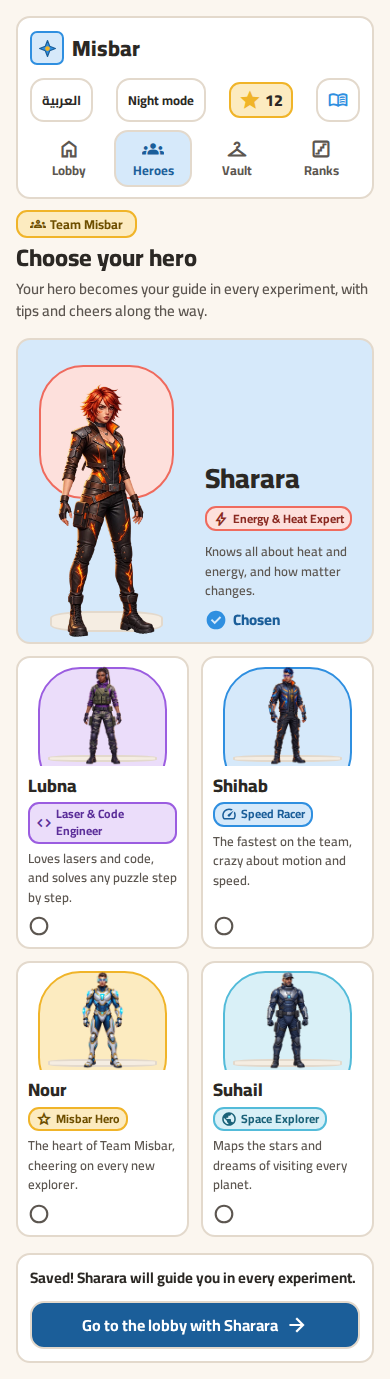 Misbar
العربية
Night mode
12
Lobby
Heroes
Vault
Ranks
Team Misbar
Choose your hero
Your hero becomes your guide in every experiment, with
tips and cheers along the way.
Sharara
Energy & Heat Expert
Knows all about heat and
energy, and how matter
changes.
Chosen
Lubna
Laser & Code
Engineer
Loves lasers and code,
and solves any puzzle step
by step.
Shihab
Speed Racer
The fastest on the team,
crazy about motion and
speed.
Nour
Misbar Hero
The heart of Team Misbar,
cheering on every new
explorer.
Suhail
Space Explorer
Maps the stars and
dreams of visiting every
planet.
Saved! Sharara will guide you in every experiment.
Go to the lobby with Sharara